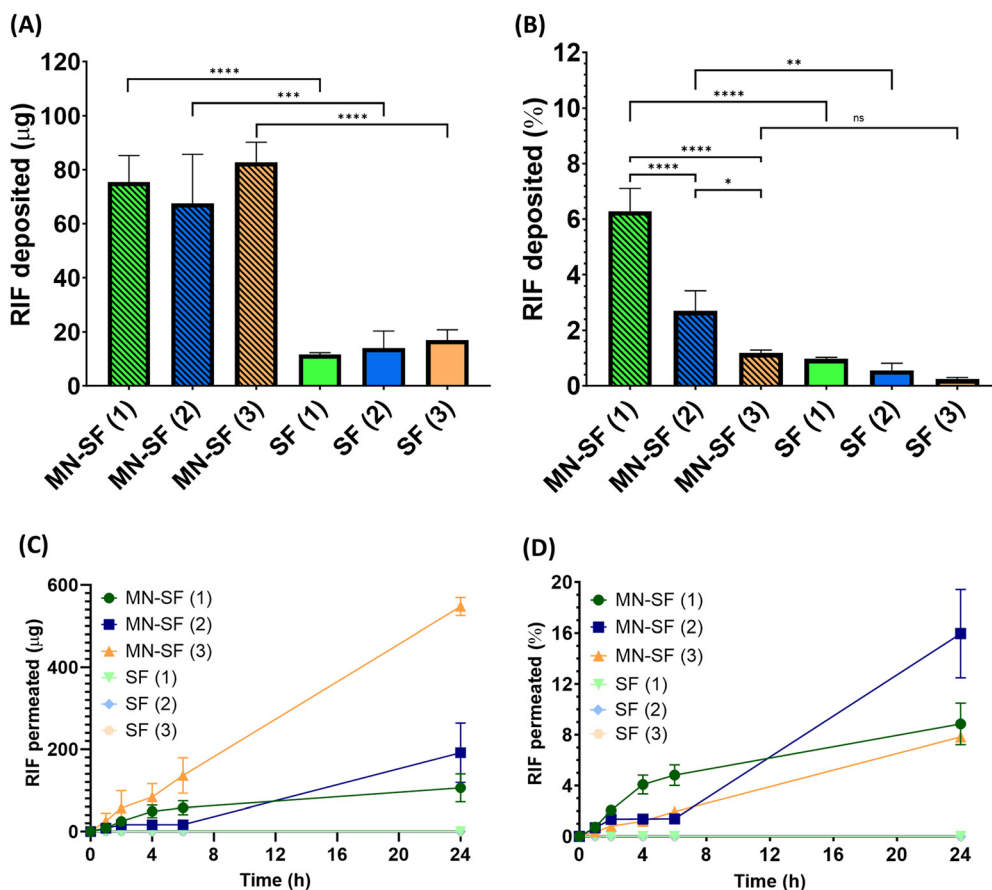 (A)
RIF deposited (μg)
120
100
80
60
40
20
0
****
***
****
MN-SF (1)
MN-SF (2)
MN-SF (3)
SF (1)
SF (2)
SF (3)
(B)
RIF deposited (%)
12
10
8
6
4
2
0
**
****
ns
****
****
*
MN-SF (1)
MN-SF (2)
MN-SF (3)
SF (1)
SF (2)
SF (3)
(C)
RIF permeated (μg)
600
400
200
0
MN-SF (1)
MN-SF (2)
MN-SF (3)
SF (1)
SF (2)
SF (3)
0 4 8 12 16 20 24
Time (h)
(D)
RIF permeated (%)
20
16
12
8
4
0
MN-SF (1)
MN-SF (2)
MN-SF (3)
SF (1)
SF (2)
SF (3)
0 4 8 12 16 20 24
Time (h)